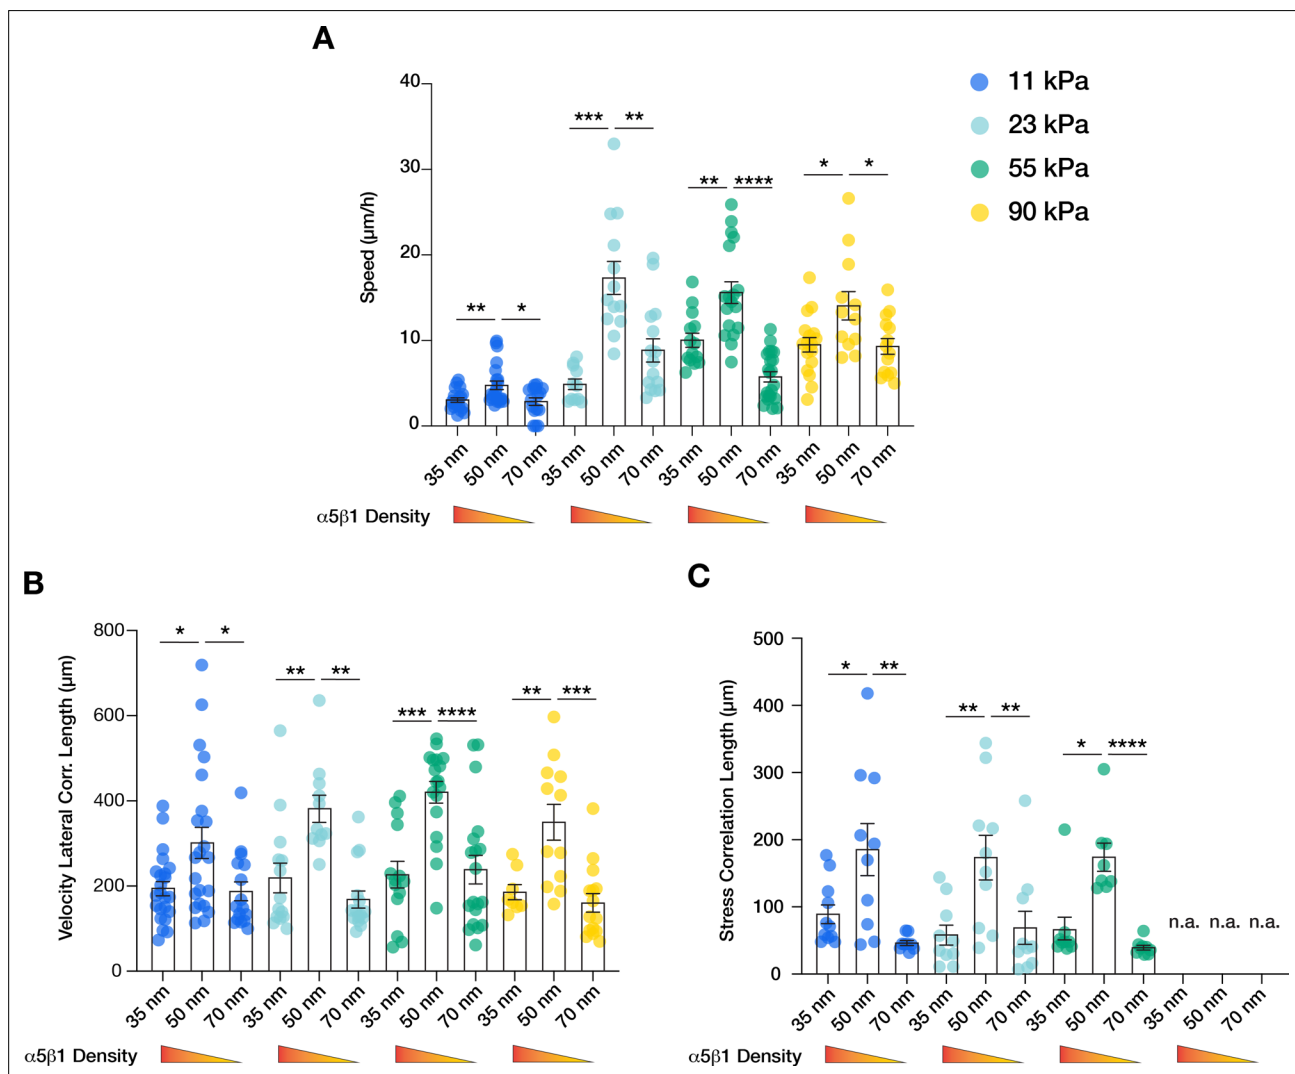 A
40
30
20
10
0
Speed (μm/h)
*** **
** ****
* *
** *
11 kPa
23 kPa
55 kPa
90 kPa
35 nm 50 nm 70 nm 35 nm 50 nm 70 nm 35 nm 50 nm 70 nm 35 nm 50 nm 70 nm
α5β1 Density
B
800
600
400
200
0
Velocity Lateral Corr. Length (μm)
* *
** **
*** ****
** ***
35 nm 50 nm 70 nm 35 nm 50 nm 70 nm 35 nm 50 nm 70 nm 35 nm 50 nm 70 nm
α5β1 Density
C
500
400
300
200
100
0
Stress Correlation Length (μm)
* **
** **
* ****
n.a. n.a. n.a.
35 nm 50 nm 70 nm 35 nm 50 nm 70 nm 35 nm 50 nm 70 nm 35 nm 50 nm 70 nm
α5β1 Density